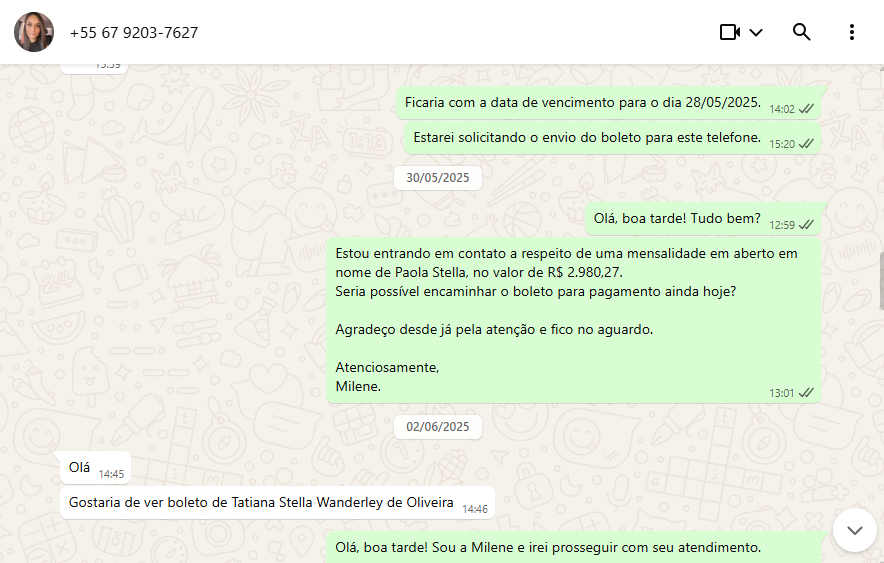 +55 67 9203-7627
15:59
Ficaria com a data de vencimento para o dia 28/05/2025.
14:02
Estarei solicitando o envio do boleto para este telefone.
15:20
30/05/2025
Olá, boa tarde! Tudo bem?
12:59
Estou entrando em contato a respeito de uma mensalidade em aberto em
nome de Paola Stella, no valor de R$ 2.980,27.
Seria possível encaminhar o boleto para pagamento ainda hoje?
Agradeço desde já pela atenção e fico no aguardo.
Atenciosamente,
Milene.
13:01
02/06/2025
Olá
14:45
Gostaria de ver boleto de Tatiana Stella Wanderley de Oliveira
14:46
Olá, boa tarde! Sou a Milene e irei prosseguir com seu atendimento.